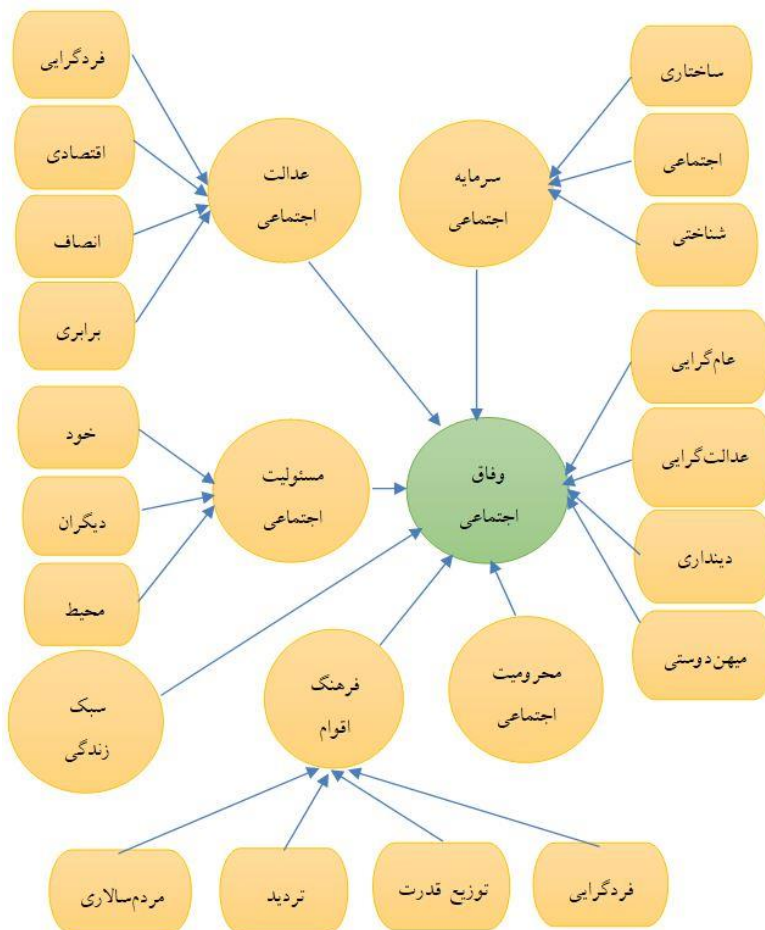 فردگرایی
اقتصادی
انصاف
برابری
عدالت
اجتماعی
سرمایه
اجتماعی
ساختاری
اجتماعی
شناختی
عام‌گرایی
عدالت‌گرایی
دینداری
میهن‌دوستی
وفاق
اجتماعی
مسئولیت
اجتماعی
خود
دیگران
محیط
سبک
زندگی
فرهنگ
اقوام
محرومیت
اجتماعی
فردگرایی
توزیع قدرت
تردید
مردم‌سالاری